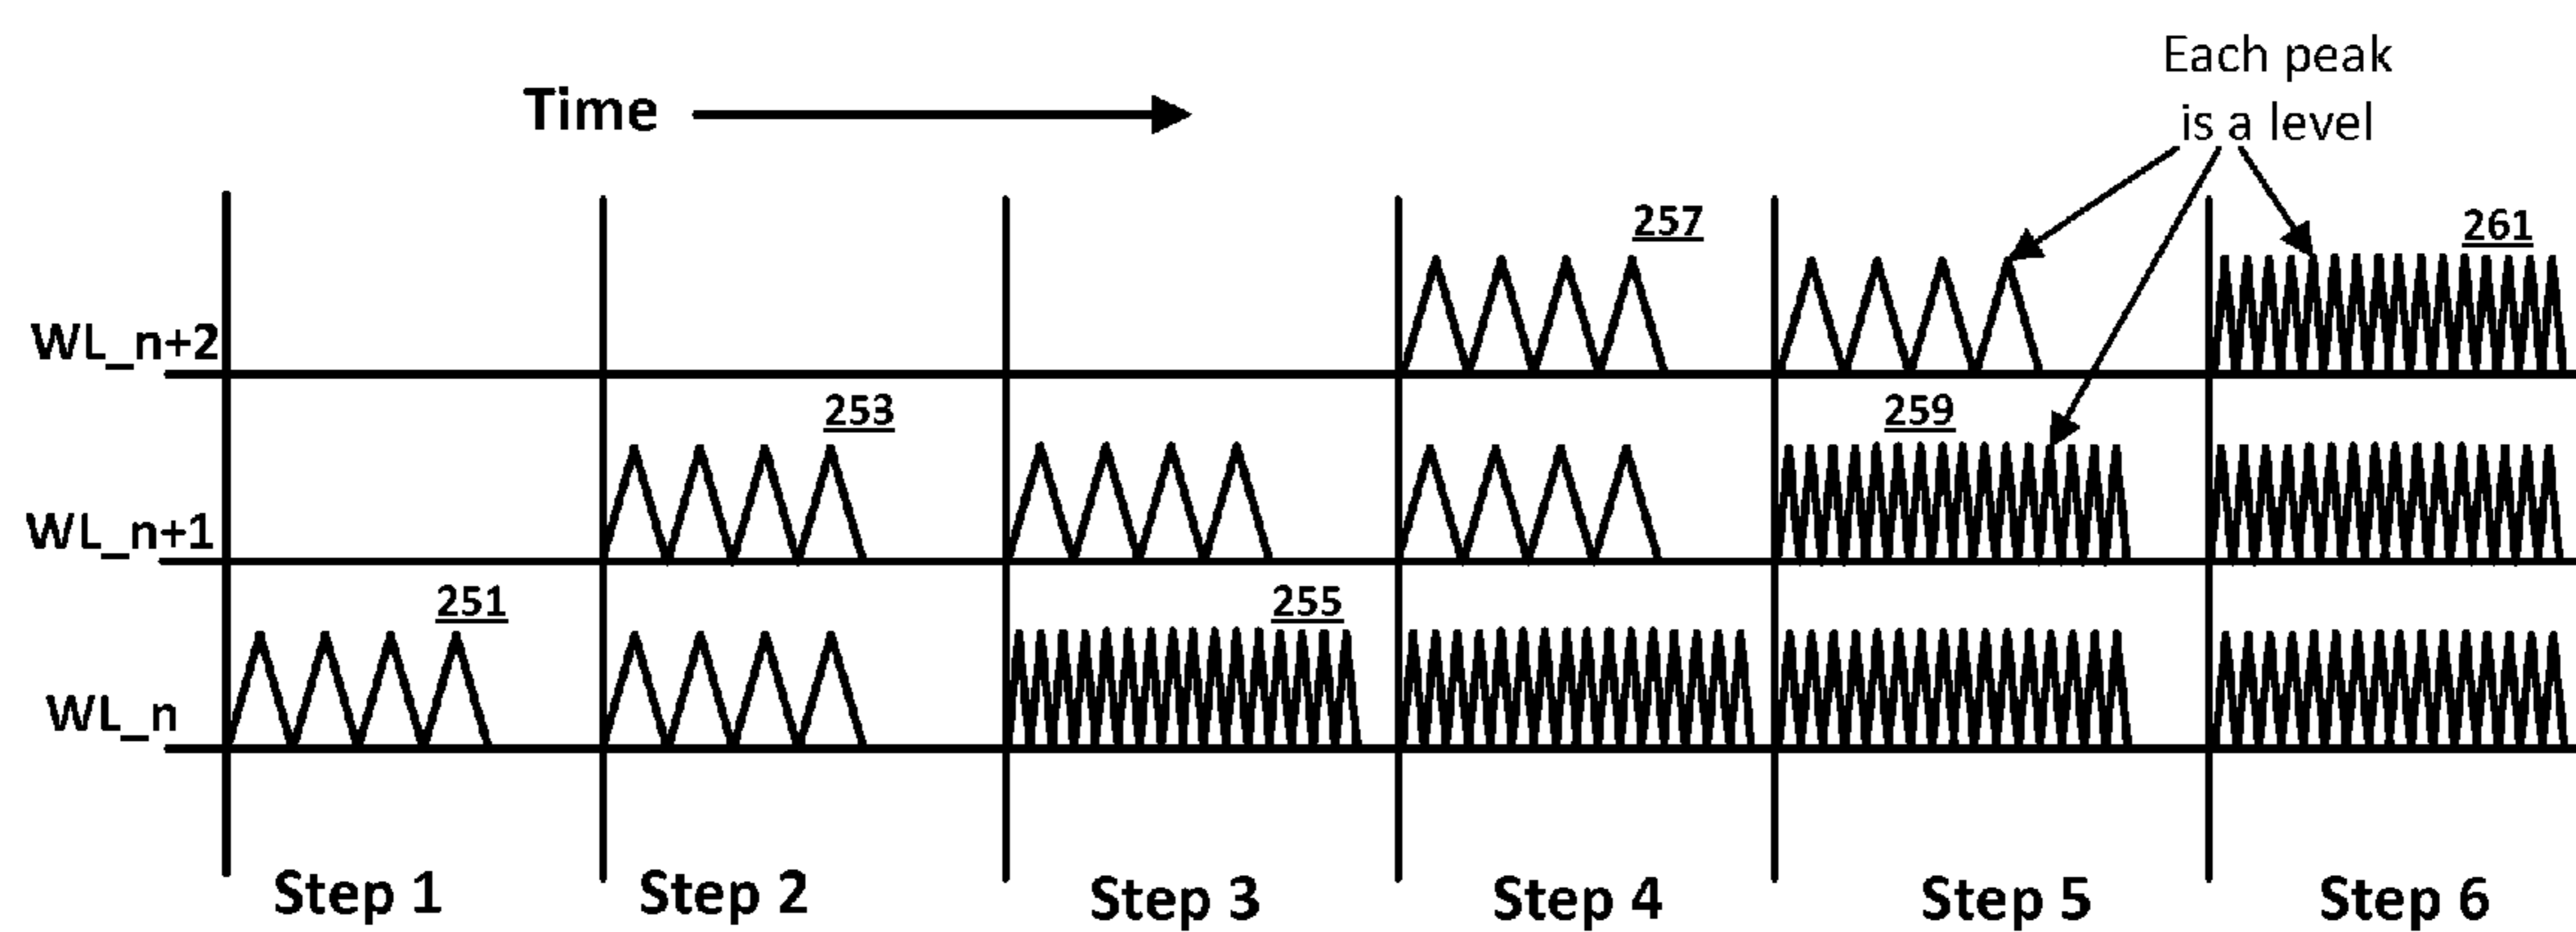 Each peak
is a level
Time
257
261
WL_n+2
253
259
WL_n+1
251
255
WL_n
Step 1
Step 2
Step 3
Step 4
Step 5
Step 6